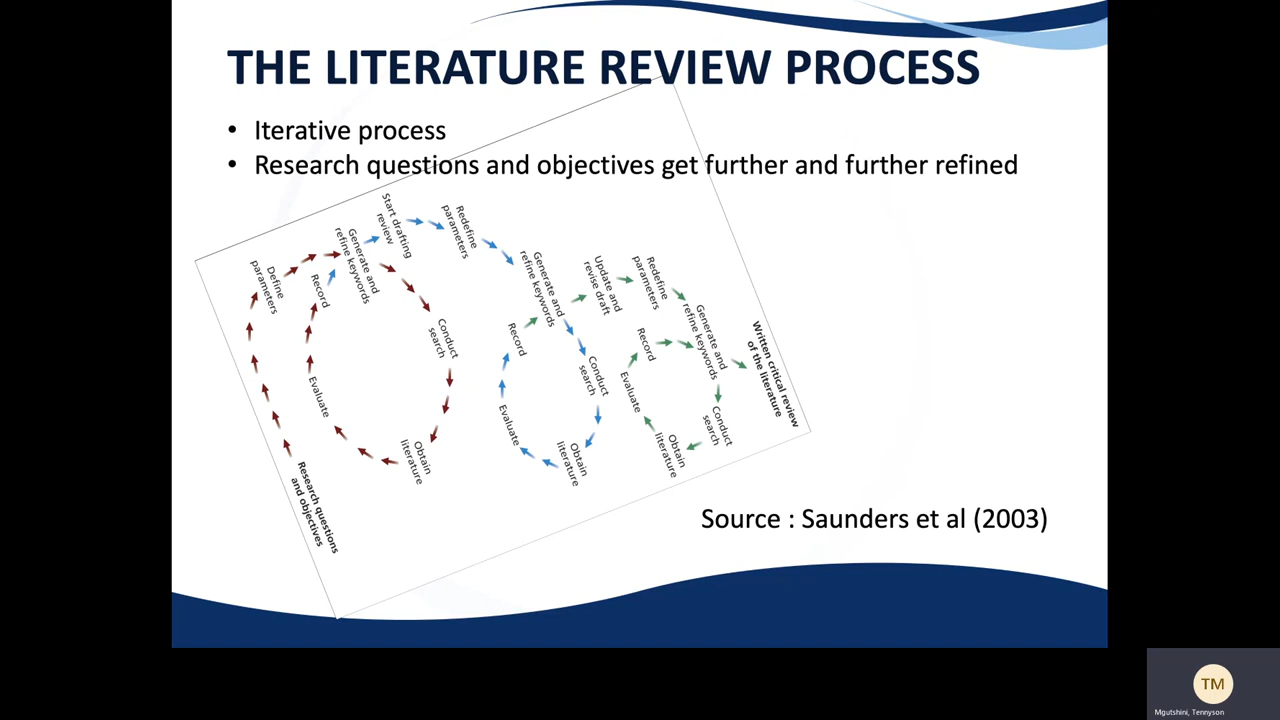 THE LITERATURE REVIEW PROCESS
• Iterative process
• Research questions and objectives get further and further refined
Research questions
and objectives
Define
parameters
Generate and
refine keywords
Conduct
search
Obtain
literature
Evaluate
Record
Start drafting
review
Redefine
parameters
Generate and
refine keywords
Conduct
search
Obtain
literature
Evaluate
Record
Update and
revise draft
Redefine
parameters
Generate and
refine keywords
Conduct
search
Obtain
literature
Evaluate
Record
Written critical review
of the literature
Source : Saunders et al (2003)
TM
Mgutshini, Tennyson